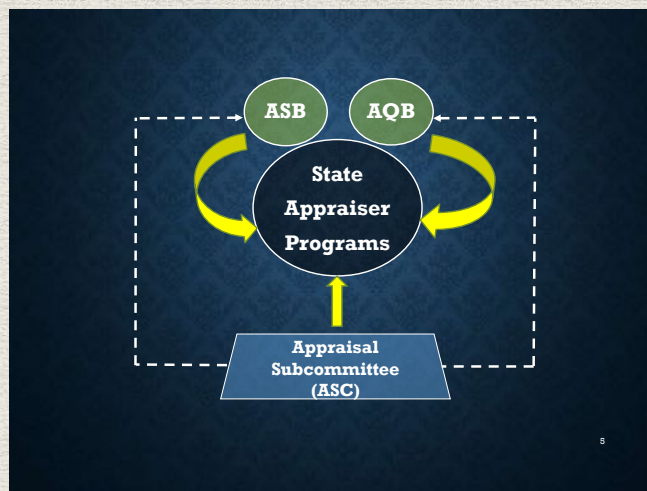 ASB
AQB
State
Appraiser
Programs
Appraisal
Subcommittee
(ASC)
5